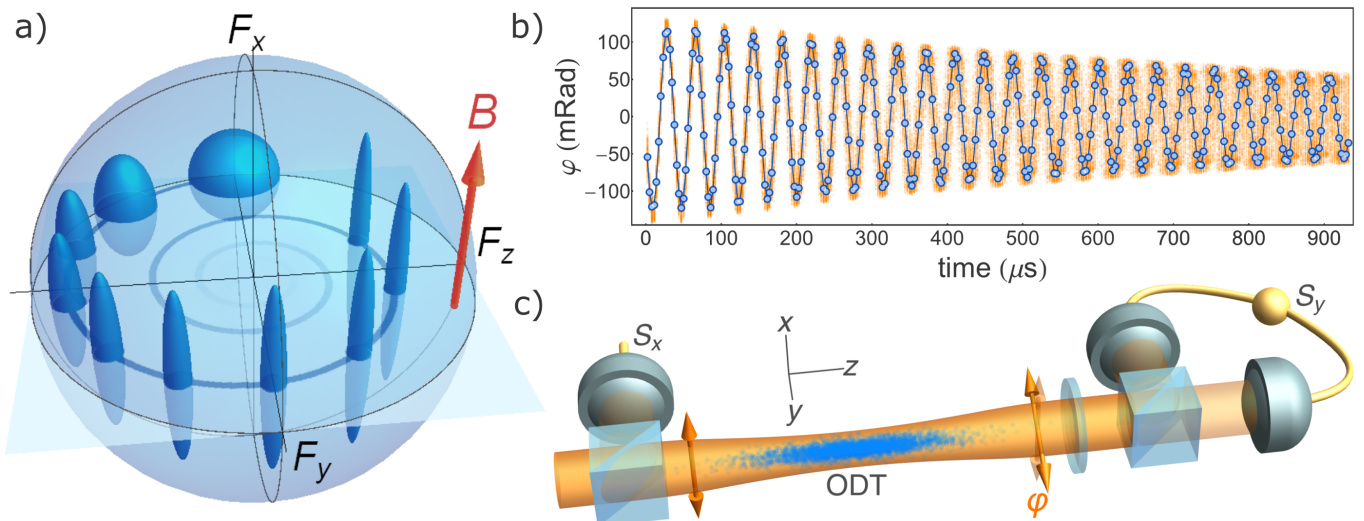 a)
F_x
B
F_z
F_y
b)
φ (mRad)
100
50
0
−50
−100
0 100 200 300 400 500 600 700 800 900
time (μs)
c)
S_x
x
z
y
ODT
φ
S_y